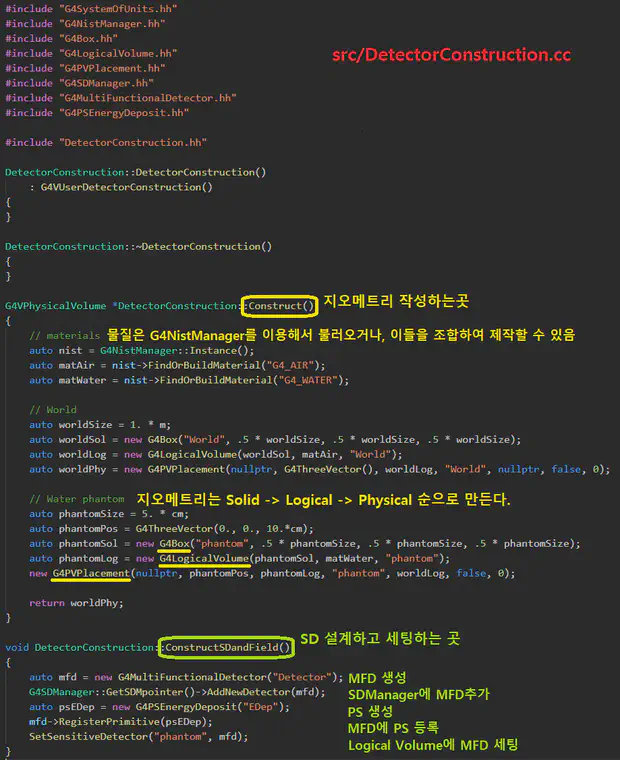 #include "G4SystemOfUnits.hh"
#include "G4NistManager.hh"
#include "G4Box.hh"
#include "G4LogicalVolume.hh"
#include "G4PVPlacement.hh"
#include "G4SDManager.hh"
#include "G4MultiFunctionalDetector.hh"
#include "G4PSEnergyDeposit.hh"
src/DetectorConstruction.cc
#include "DetectorConstruction.hh"
DetectorConstruction::DetectorConstruction()
    : G4VUserDetectorConstruction()
{
}
DetectorConstruction::~DetectorConstruction()
{
}
G4VPhysicalVolume *DetectorConstruction::Construct() 지오메트리 작성하는곳
{
    // materials 물질은 G4NistManager를 이용해서 불러오거나, 이들을 조합하여 제작할 수 있음
    auto nist = G4NistManager::Instance();
    auto matAir = nist->FindOrBuildMaterial("G4_AIR");
    auto matWater = nist->FindOrBuildMaterial("G4_WATER");
    // World
    auto worldSize = 1. * m;
    auto worldSol = new G4Box("World", .5 * worldSize, .5 * worldSize, .5 * worldSize);
    auto worldLog = new G4LogicalVolume(worldSol, matAir, "World");
    auto worldPhy = new G4PVPlacement(nullptr, G4ThreeVector(), worldLog, "World", nullptr, false, 0);
    // Water phantom 지오메트리는 Solid -> Logical -> Physical 순으로 만든다.
    auto phantomSize = 5. * cm;
    auto phantomPos = G4ThreeVector(0., 0., 10.*cm);
    auto phantomSol = new G4Box("phantom", .5 * phantomSize, .5 * phantomSize, .5 * phantomSize);
    auto phantomLog = new G4LogicalVolume(phantomSol, matWater, "phantom");
    new G4PVPlacement(nullptr, phantomPos, phantomLog, "phantom", worldLog, false, 0);
    return worldPhy;
}
void DetectorConstruction::ConstructSDandField() SD 설계하고 세팅하는 곳
{
    auto mfd = new G4MultiFunctionalDetector("Detector"); MFD 생성
    G4SDManager::GetSDMpointer()->AddNewDetector(mfd); SDManager에 MFD추가
    auto psEDep = new G4PSEnergyDeposit("EDep"); PS 생성
    mfd->RegisterPrimitive(psEDep); MFD에 PS 등록
    SetSensitiveDetector("phantom", mfd); Logical Volume에 MFD 세팅
}